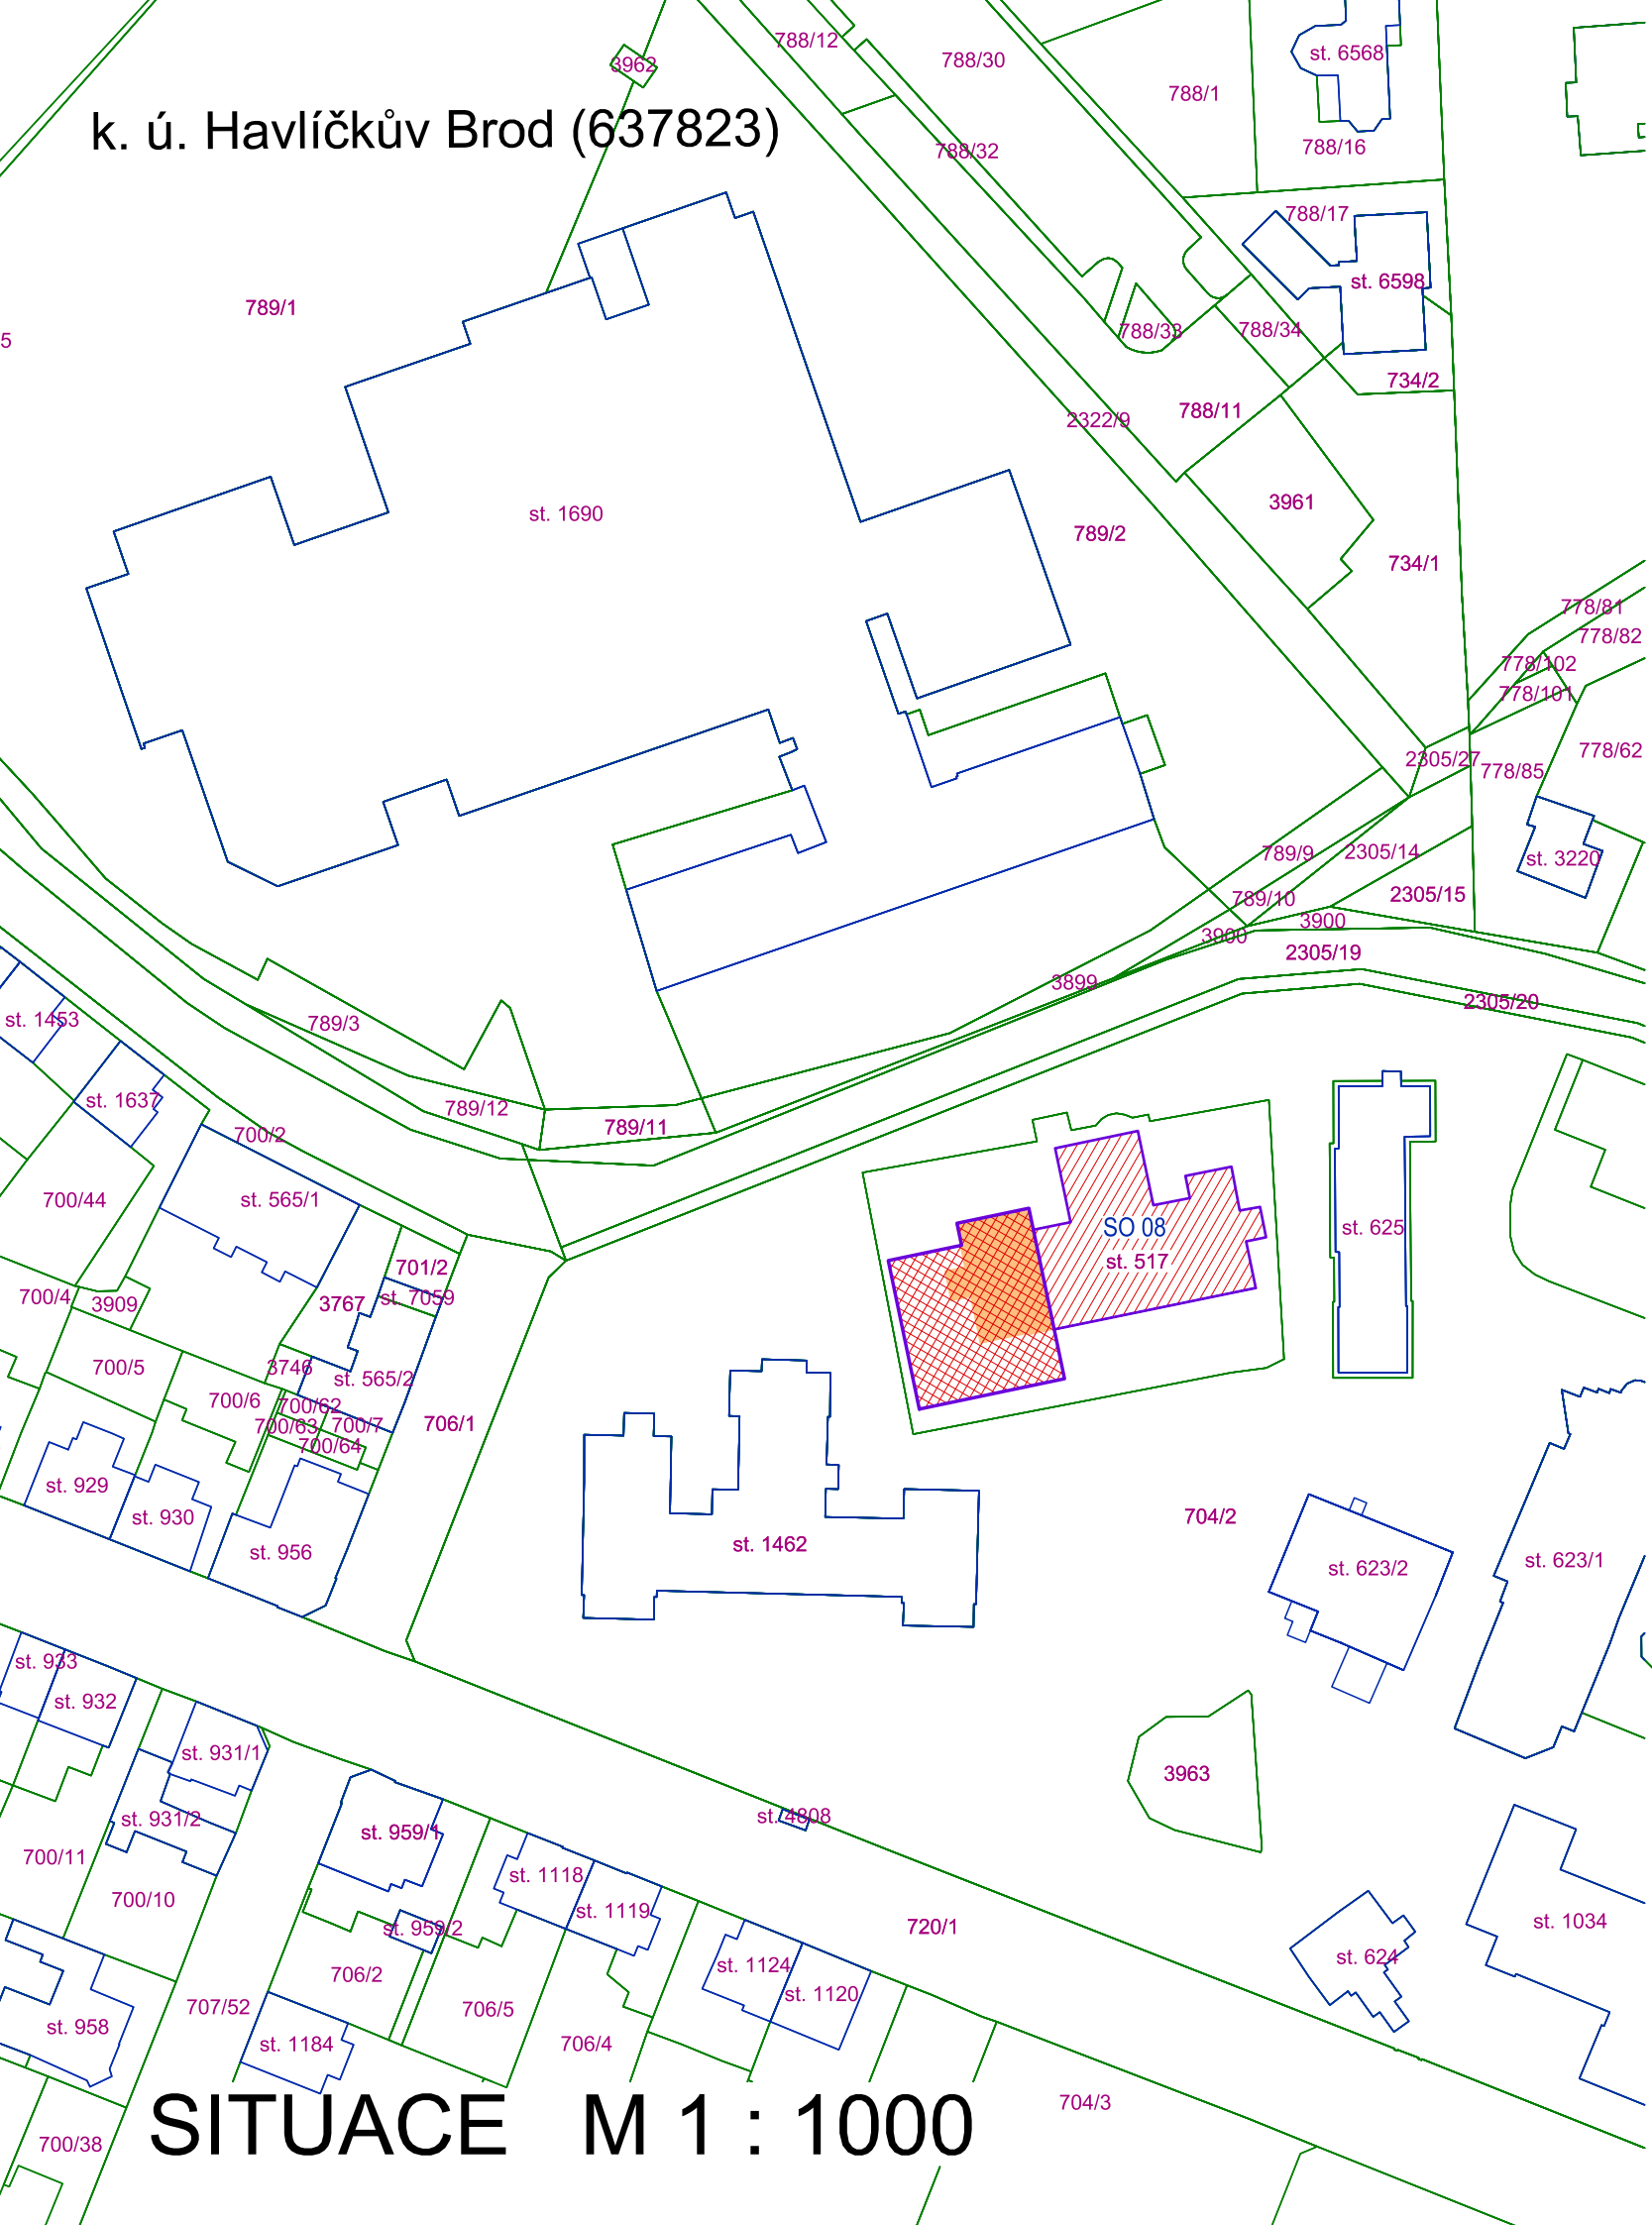 788/12
788/30
st. 6568
3962
788/1
k. ú. Havlíčkův Brod (637823)
788/32
788/16
788/17
st. 6598
789/1
788/33
788/34
5
734/2
788/11
2322/9
3961
st. 1690
789/2
734/1
778/81
778/82
778/102
778/101
778/62
2305/27
778/85
789/9
2305/14
st. 3220
789/10
2305/15
3900
3900
2305/19
3899
2305/20
st. 1453
789/3
st. 1637
789/12
789/11
700/2
700/44
st. 565/1
SO 08
st. 625
st. 517
701/2
700/4
3909
3767
st. 7059
700/5
3746
st. 565/2
700/6
700/62
700/63
700/7
706/1
700/64
st. 929
st. 930
704/2
st. 1462
st. 956
st. 623/1
st. 623/2
st. 933
st. 932
st. 931/1
3963
st. 4808
st. 931/2
st. 959/1
700/11
st. 1118
700/10
st. 1119
st. 1034
st. 959/2
720/1
st. 624
st. 1124
706/2
st. 1120
707/52
706/5
st. 958
st. 1184
706/4
704/3
SITUACE M 1 : 1000
700/38